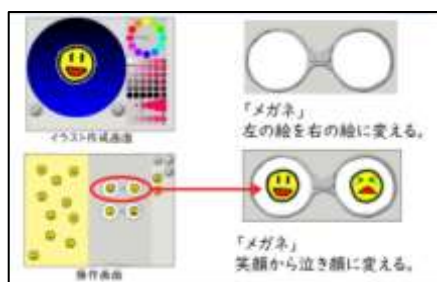 イラスト作成画面
「メガネ」
左の絵を右の絵に変える。
操作画面
「メガネ」
笑顔から泣き顔に変える。